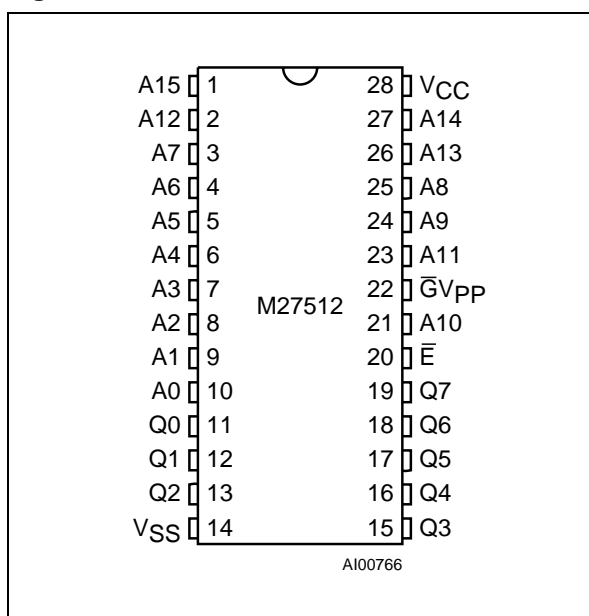 A15 1 28 VCC
A12 2 27 A14
A7 3 26 A13
A6 4 25 A8
A5 5 24 A9
A4 6 23 A11
A3 7 22 G̅VPP
M27512
A2 8 21 A10
A1 9 20 E̅
A0 10 19 Q7
Q0 11 18 Q6
Q1 12 17 Q5
Q2 13 16 Q4
VSS 14 15 Q3
AI00766